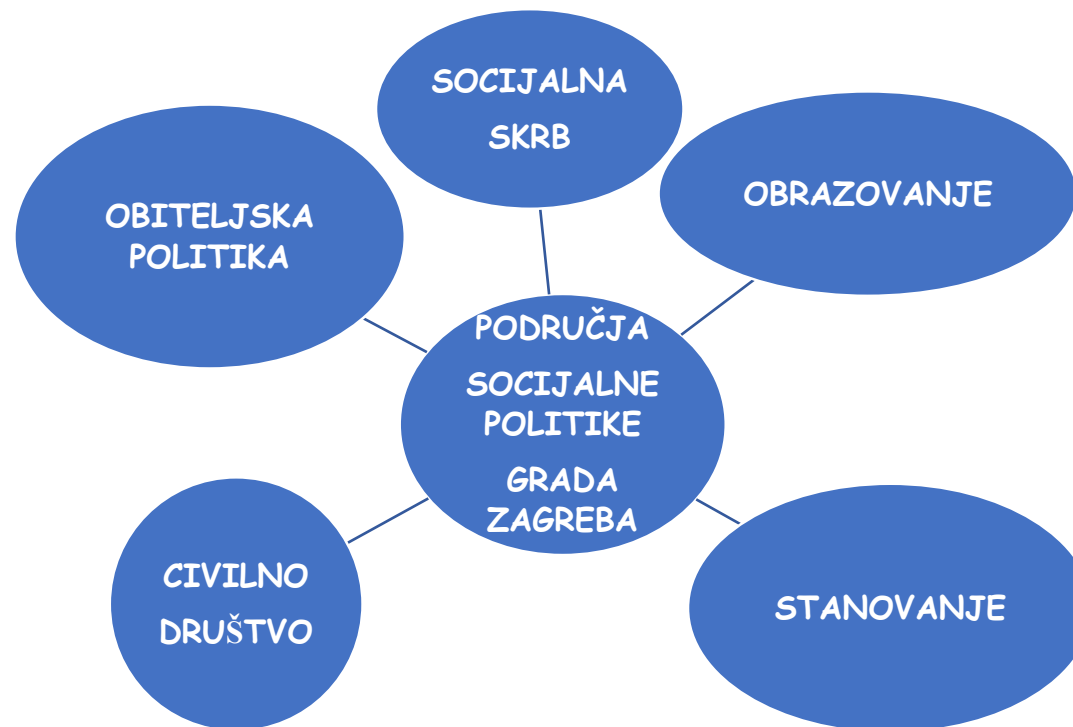 SOCIJALNA
SKRB
OBRAZOVANJE
OBITELJSKA
POLITIKA
PODRUČJA
SOCIJALNE
POLITIKE
GRADA
ZAGREBA
CIVILNO
DRUŠTVO
STANOVANJE